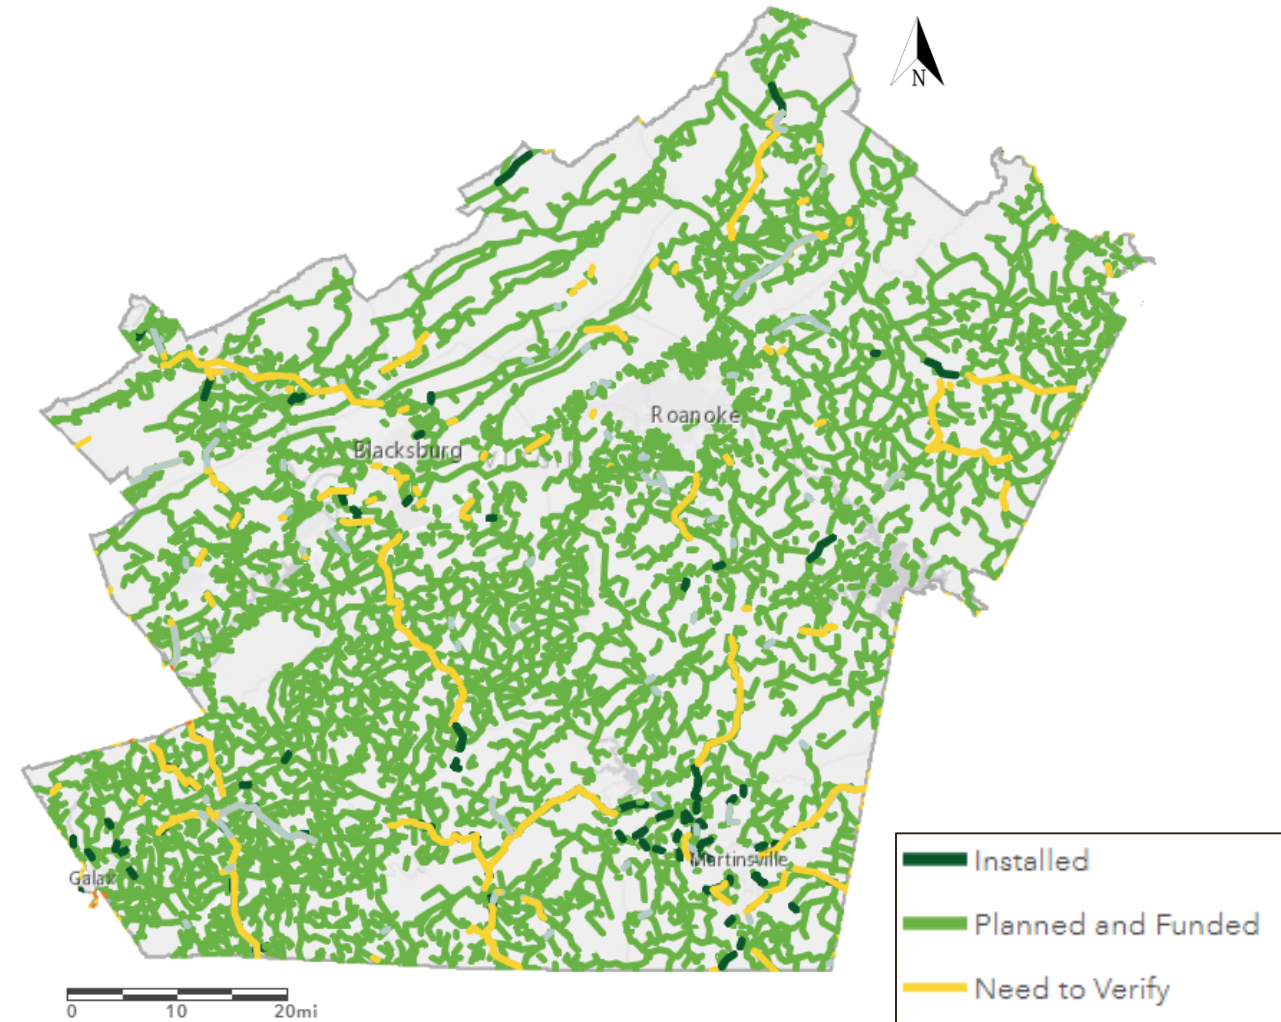 N
Roanoke
Blacksburg
Martinsville
Galax
Installed
Planned and Funded
Need to Verify
0 10 20mi